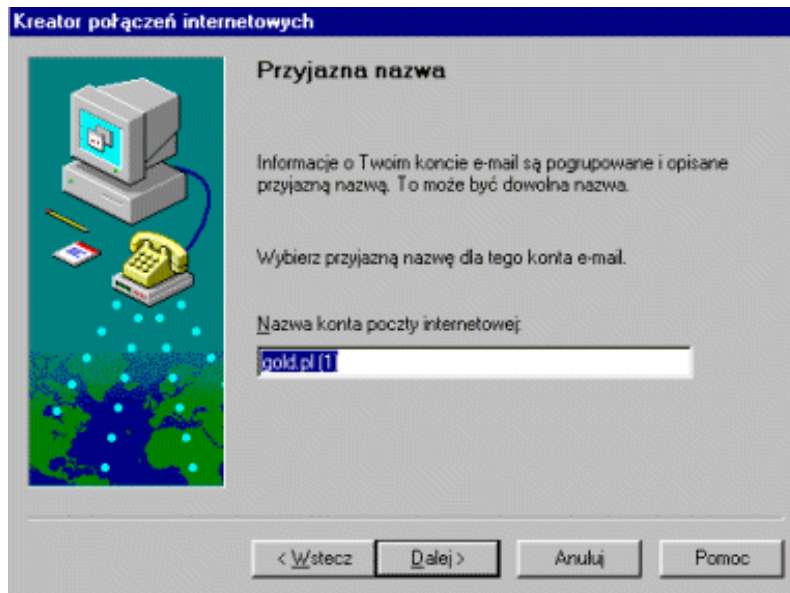 Kreator połączeń internetowych
Przyjazna nazwa
Informacje o Twoim koncie e-mail są pogrupowane i opisane
przyjazną nazwą. To może być dowolna nazwa.
Wybierz przyjazną nazwę dla tego konta e-mail.
Nazwa konta poczty internetowej:
gold.pl (1)
< Wstecz Dalej > Anuluj Pomoc